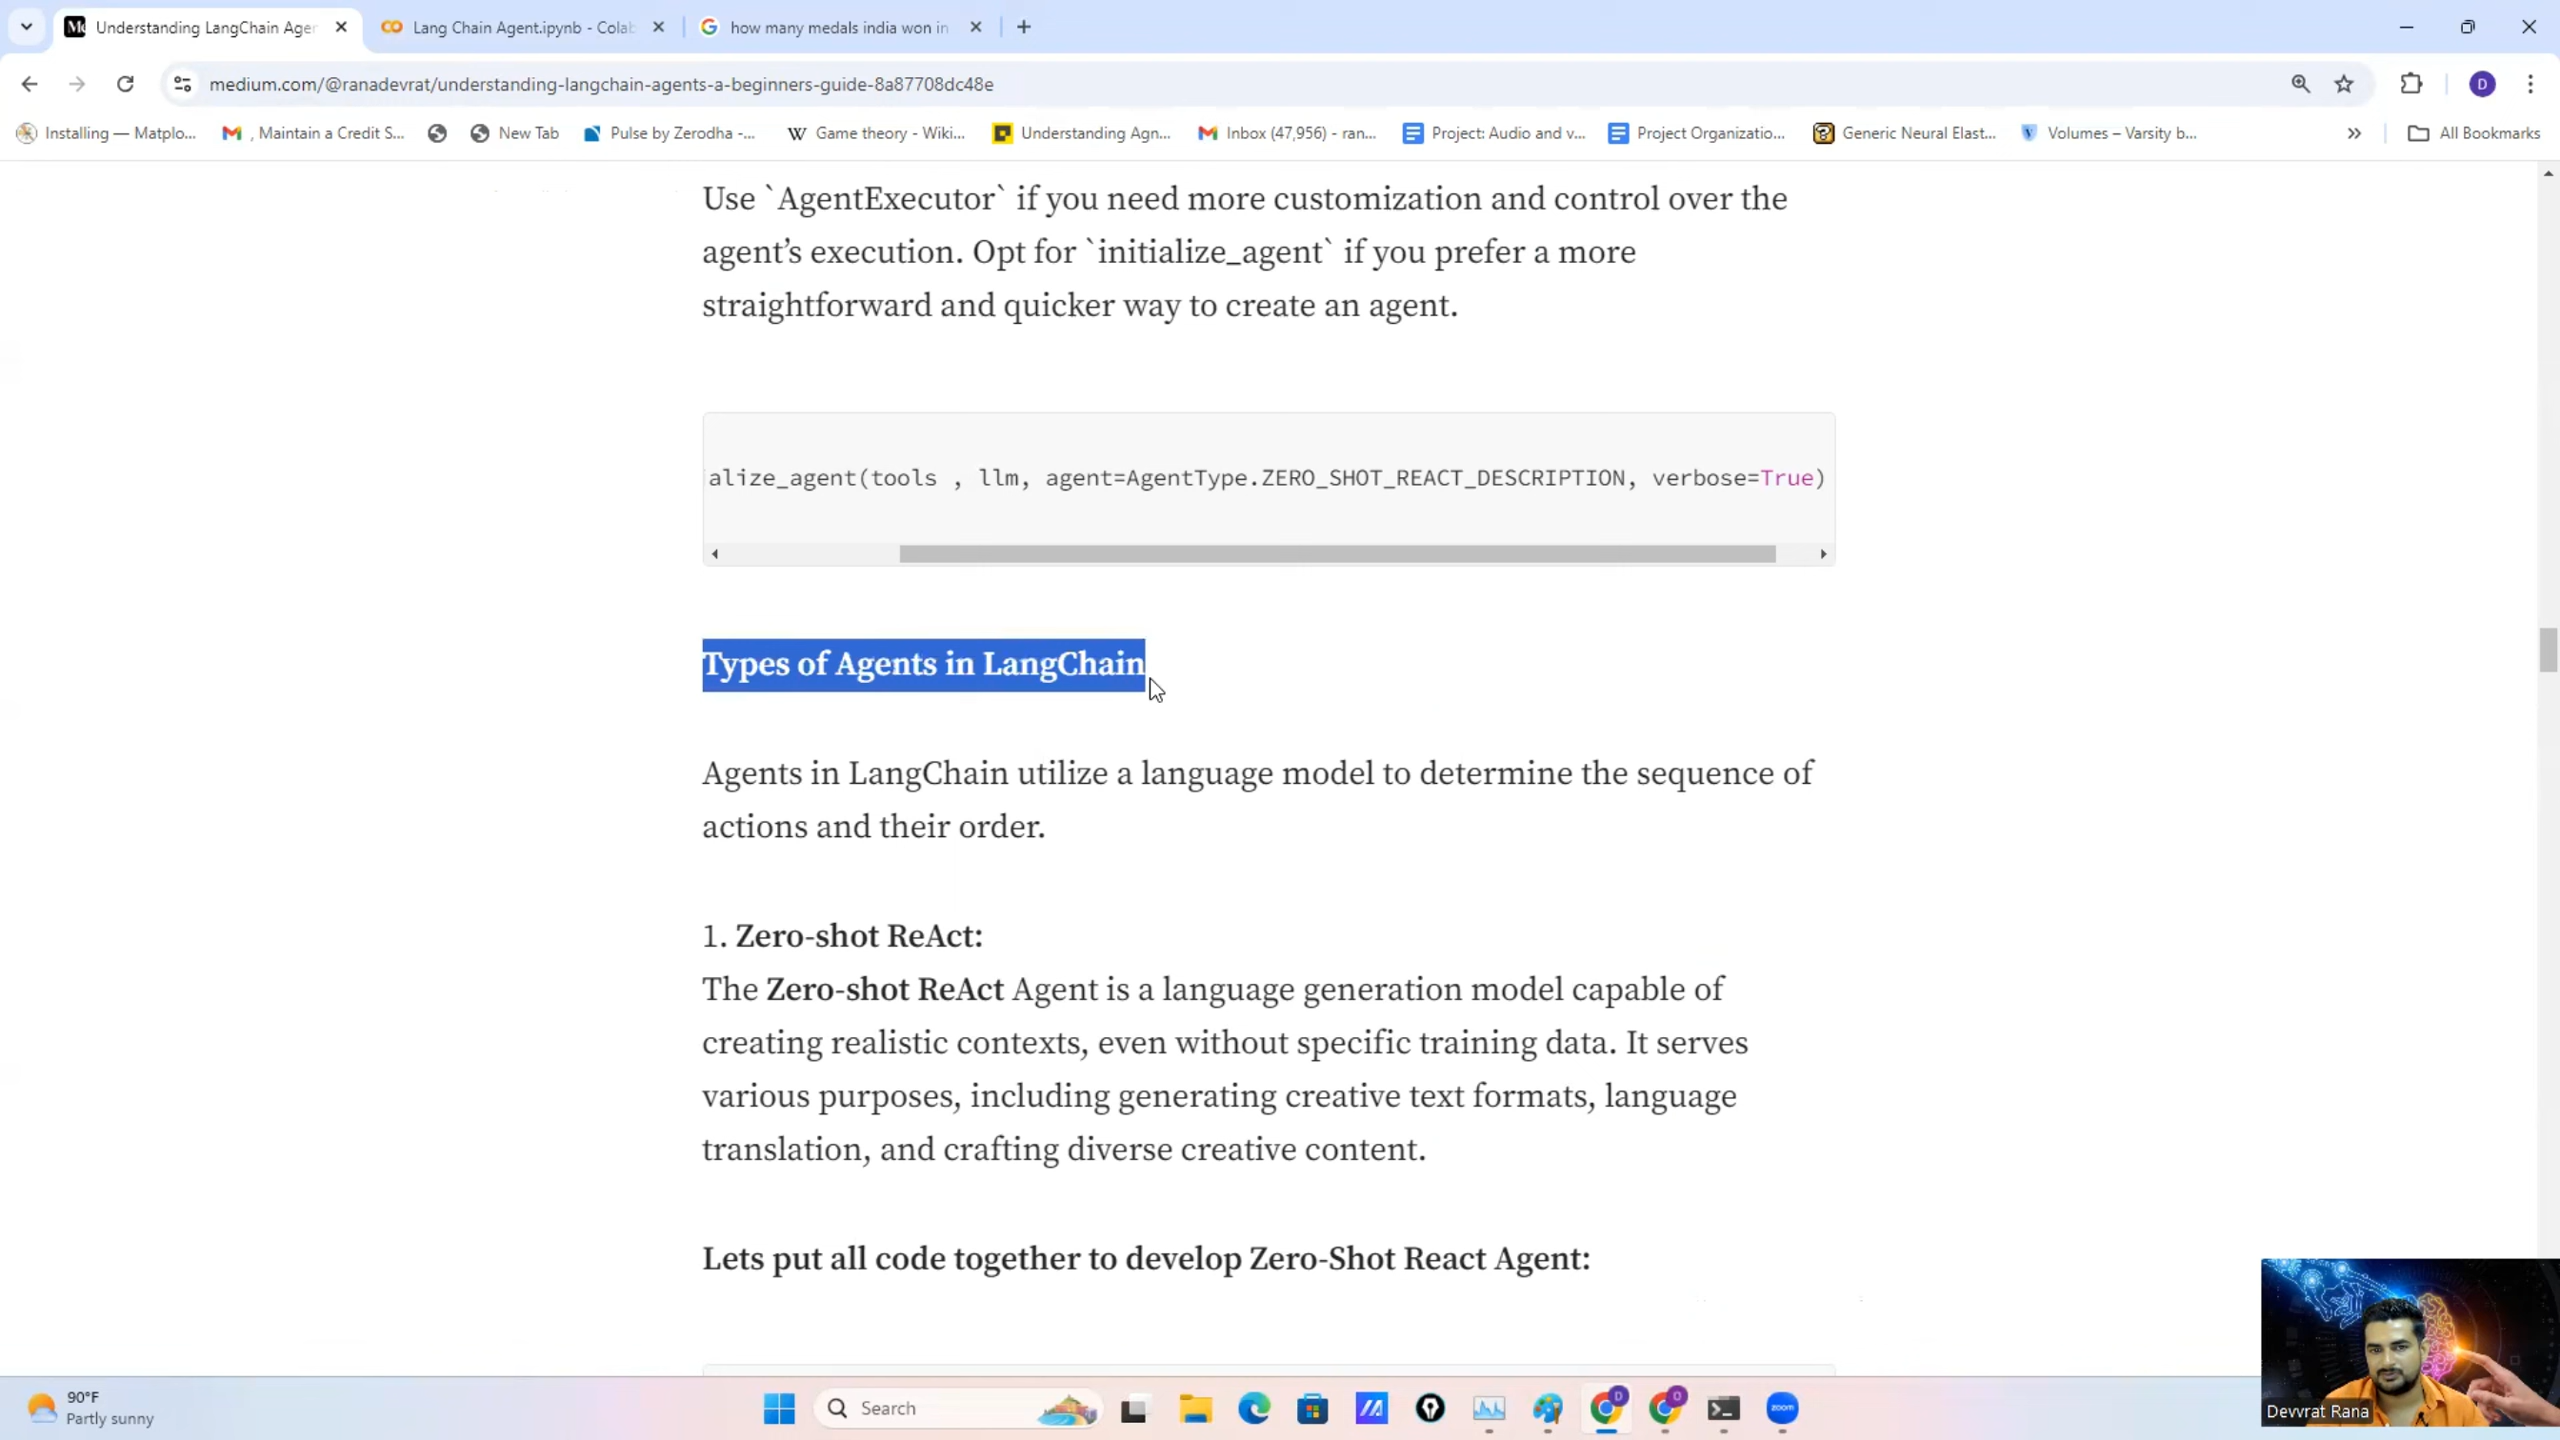 Understanding LangChain Agen
Lang Chain Agent.ipynb - Colab
how many medals india won in
medium.com/@ranadevrat/understanding-langchain-agents-a-beginners-guide-8a87708dc48e
D
Installing — Matplo...
, Maintain a Credit S...
New Tab
Pulse by Zerodha -...
W Game theory - Wiki...
Understanding Agn...
Inbox (47,956) - ran...
Project: Audio and v...
Project Organizatio...
Generic Neural Elast...
Volumes – Varsity b...
All Bookmarks
Use `AgentExecutor` if you need more customization and control over the
agent’s execution. Opt for `initialize_agent` if you prefer a more
straightforward and quicker way to create an agent.
alize_agent(tools , llm, agent=AgentType.ZERO_SHOT_REACT_DESCRIPTION, verbose=True)
Types of Agents in LangChain
Agents in LangChain utilize a language model to determine the sequence of
actions and their order.
1. Zero-shot ReAct:
The Zero-shot ReAct Agent is a language generation model capable of
creating realistic contexts, even without specific training data. It serves
various purposes, including generating creative text formats, language
translation, and crafting diverse creative content.
Lets put all code together to develop Zero-Shot React Agent:
90°F
Partly sunny
Search
D
zoom
Devvrat Rana